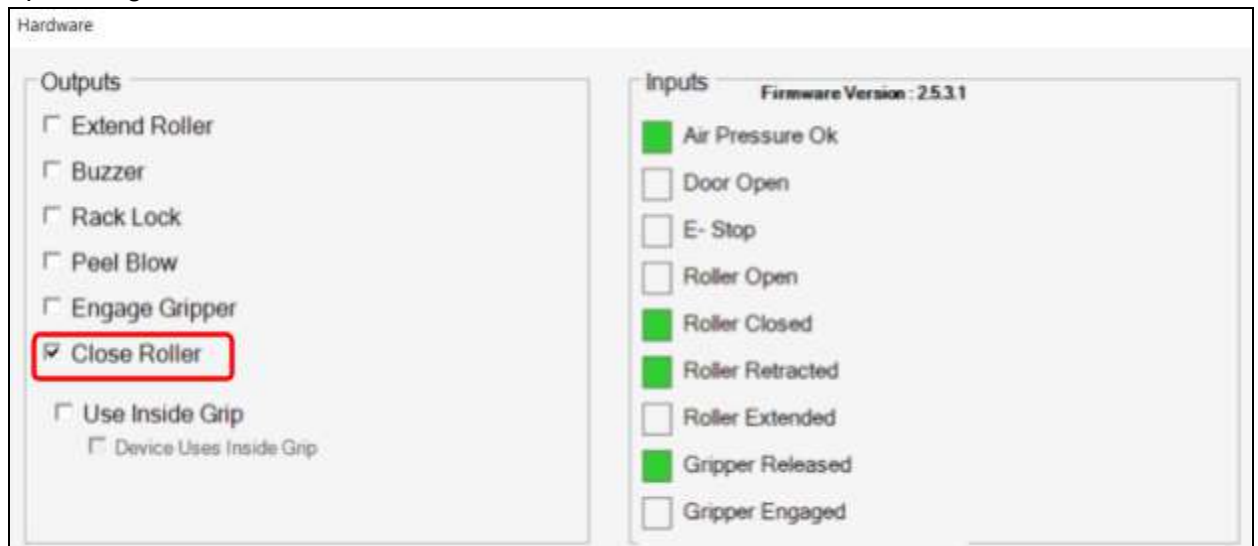 Hardware
Outputs
Extend Roller
Buzzer
Rack Lock
Peel Blow
Engage Gripper
Close Roller
Use Inside Grip
Device Uses Inside Grip
Inputs
Firmware Version : 2.5.3.1
Air Pressure Ok
Door Open
E- Stop
Roller Open
Roller Closed
Roller Retracted
Roller Extended
Gripper Released
Gripper Engaged